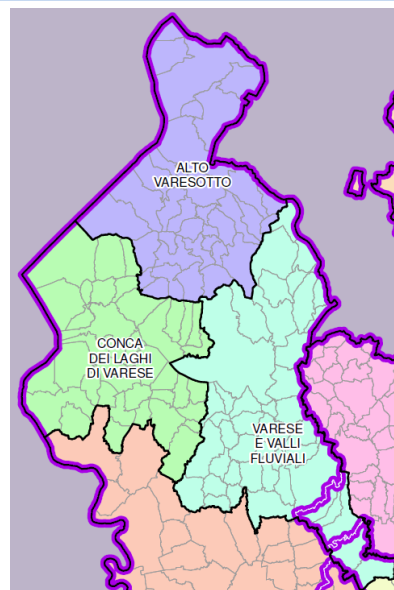 ALTO
VARESOTTO
CONCA
DEI LAGHI
DI VARESE
VARESE
E VALLI
FLUVIALI